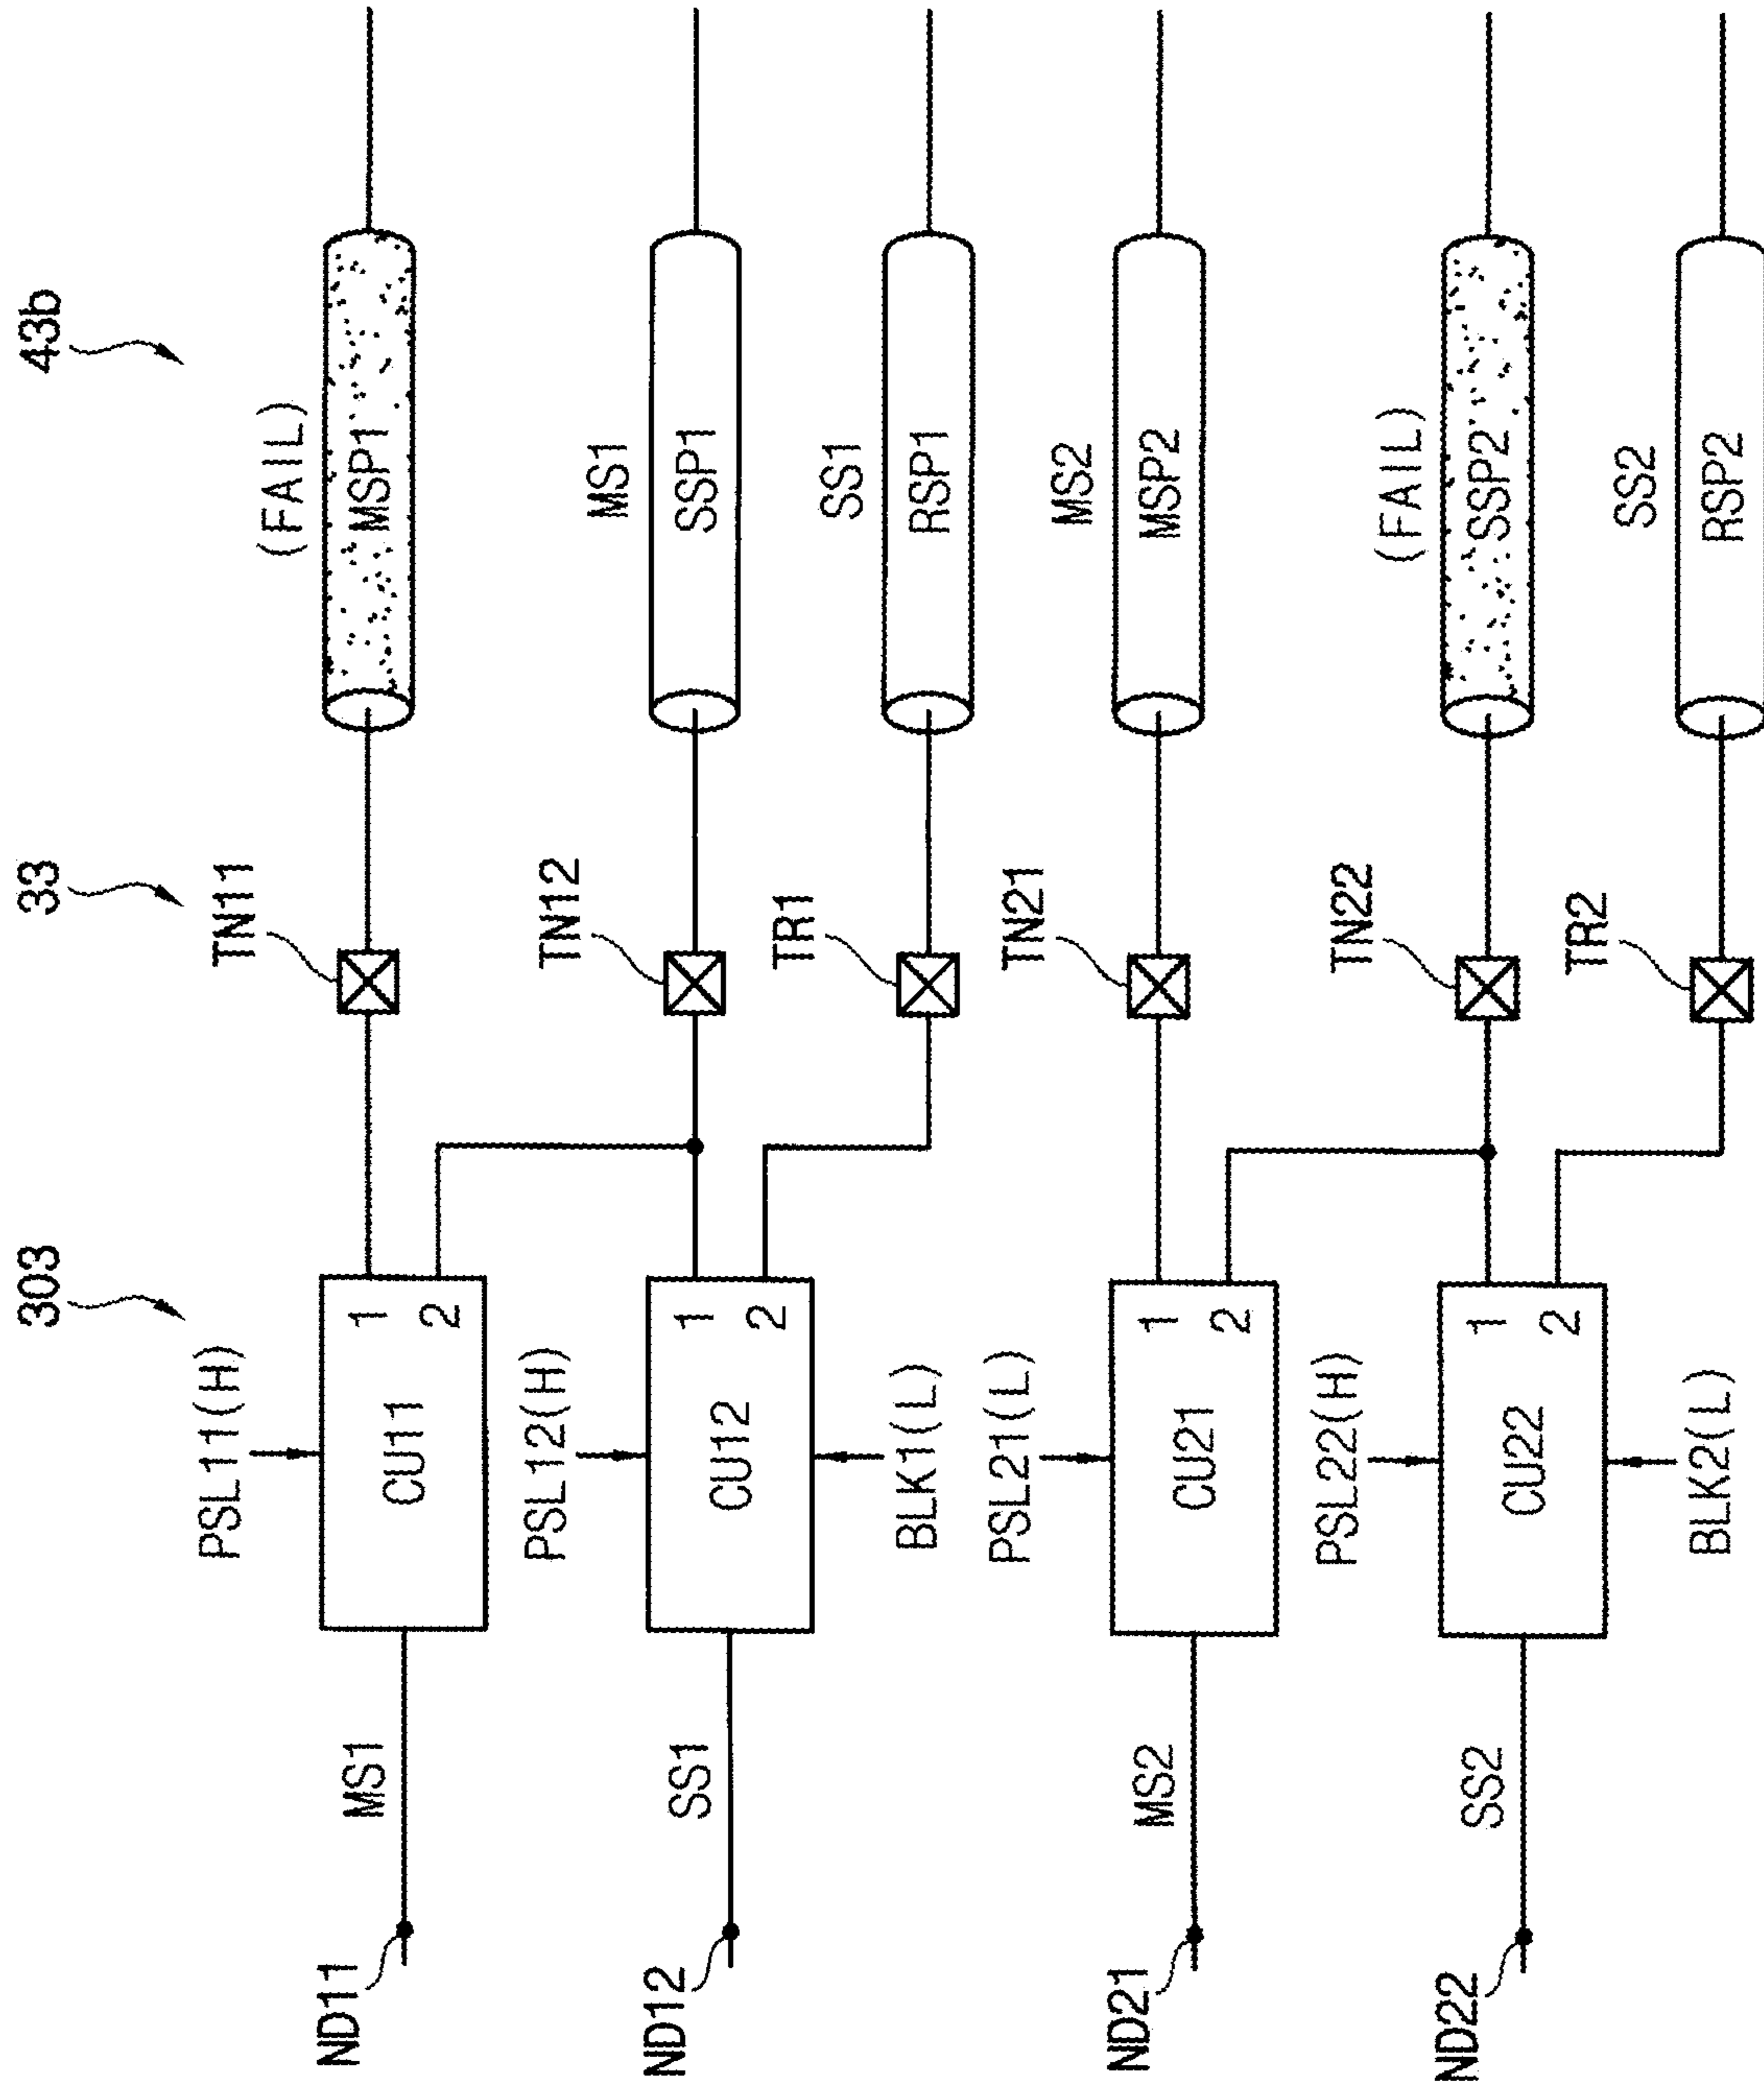 303
33
43b
PSL11(H)
TN11
(FAIL)
ND11
MS1
CU11
1
2
MSP1
PSL12(H)
TN12
MS1
ND12
SS1
CU12
1
2
SSP1
BLK1(L)
TR1
SS1
RSP1
PSL21(L)
TN21
MS2
ND21
MS2
CU21
1
2
MSP2
PSL22(H)
TN22
(FAIL)
ND22
SS2
CU22
1
2
SSP2
BLK2(L)
TR2
SS2
RSP2